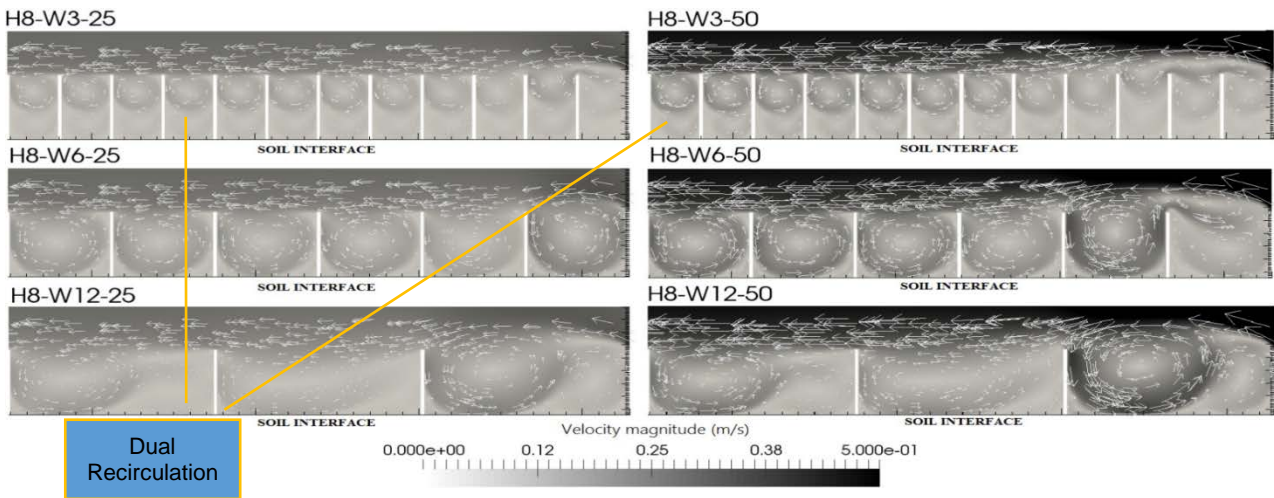 H8-W3-25
H8-W3-50
SOIL INTERFACE
SOIL INTERFACE
H8-W6-25
H8-W6-50
SOIL INTERFACE
SOIL INTERFACE
H8-W12-25
H8-W12-50
SOIL INTERFACE
SOIL INTERFACE
Dual
Recirculation
Velocity magnitude (m/s)
0.000e+00 0.12 0.25 0.38 5.000e-01